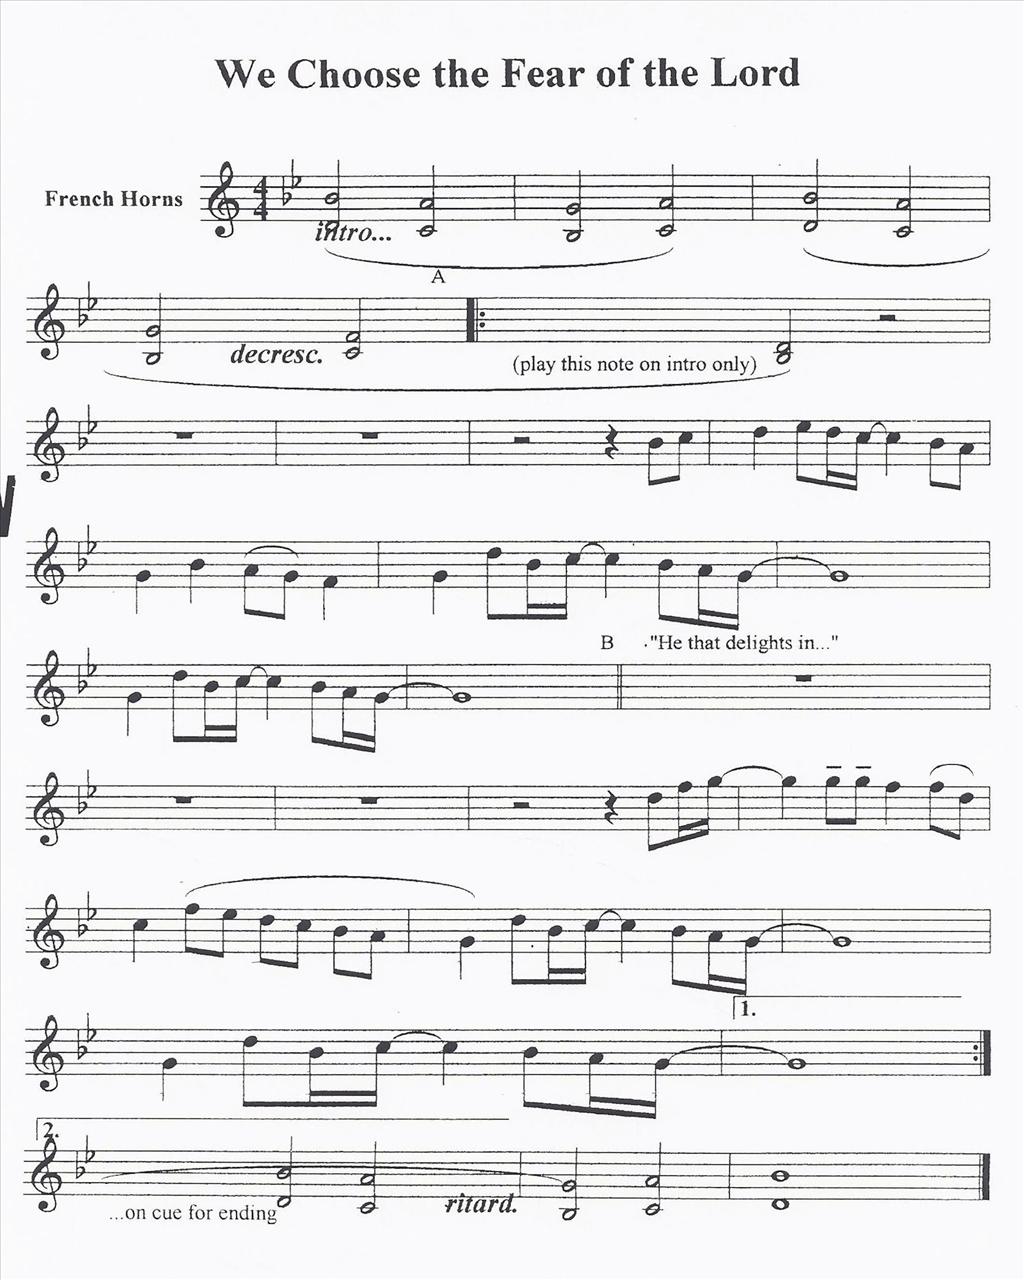 We Choose the Fear of the Lord
French Horns
4
4
intro...
A
decresc.
(play this note on intro only)
B ."He that delights in..."
1.
2.
ritard.
...on cue for ending